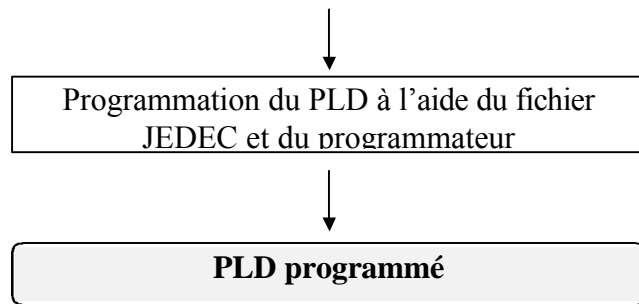 Programmation du PLD à l’aide du fichier
JEDEC et du programmateur
PLD programmé